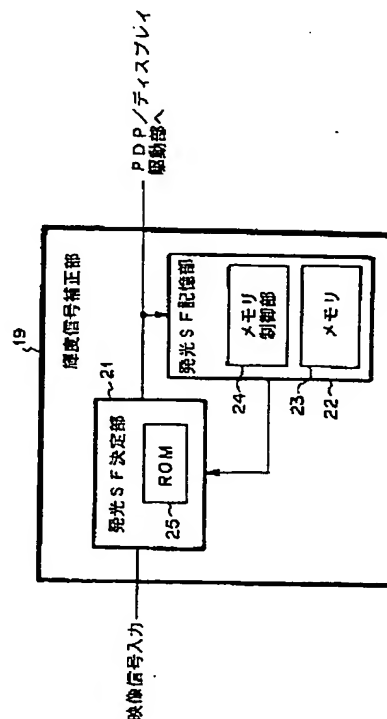 19
輝度信号補正部
映像信号入力
21
発光SF決定部
ROM
25
PDP/ディスプレイ
駆動部へ
発光SF記憶部
メモリ
制御部
24
メモリ
23
22